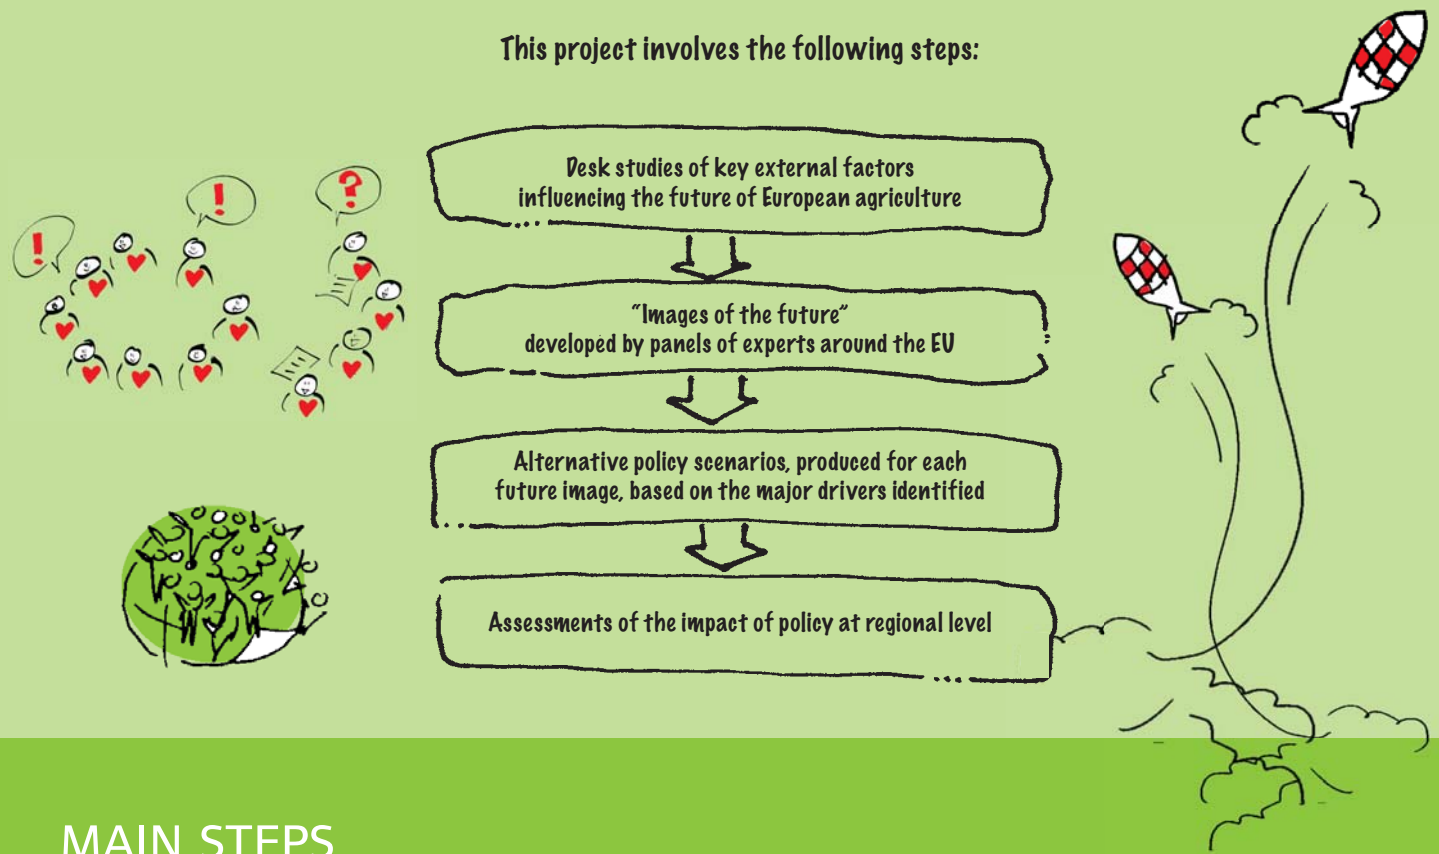 This project involves the following steps:
Desk studies of key external factors
influencing the future of European agriculture
!
!
?
"Images of the future"
developed by panels of experts around the EU
Alternative policy scenarios, produced for each
future image, based on the major drivers identified
Assessments of the impact of policy at regional level
MAIN STEPS